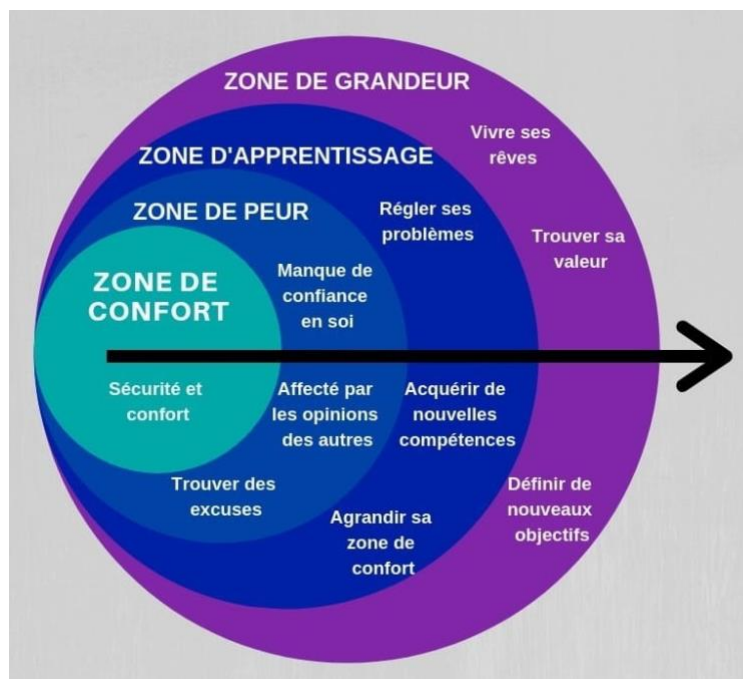 ZONE DE GRANDEUR
Vivre ses
rêves
Trouver sa
valeur
Définir de
nouveaux
objectifs
ZONE D'APPRENTISSAGE
Régler ses
problèmes
Acquérir de
nouvelles
compétences
Agrandir sa
zone de
confort
ZONE DE PEUR
Manque de
confiance
en soi
Affecté par
les opinions
des autres
Trouver des
excuses
ZONE DE
CONFORT
Sécurité et
confort